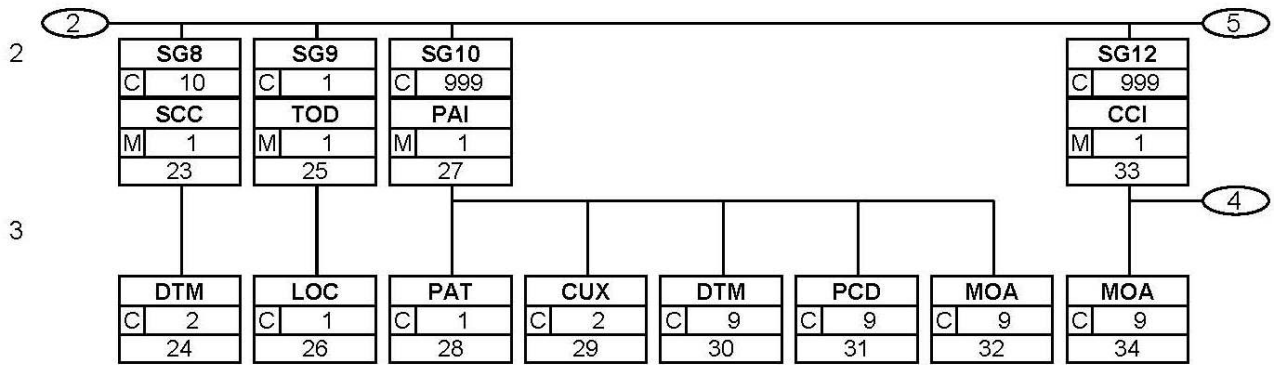 2 5
2 SG8 SG9 SG10 SG12
C 10 C 1 C 999 C 999
SCC TOD PAI CCI
M 1 M 1 M 1 M 1
23 25 27 33
4
3
DTM LOC PAT CUX DTM PCD MOA MOA
C 2 C 1 C 1 C 2 C 9 C 9 C 9 C 9
24 26 28 29 30 31 32 34